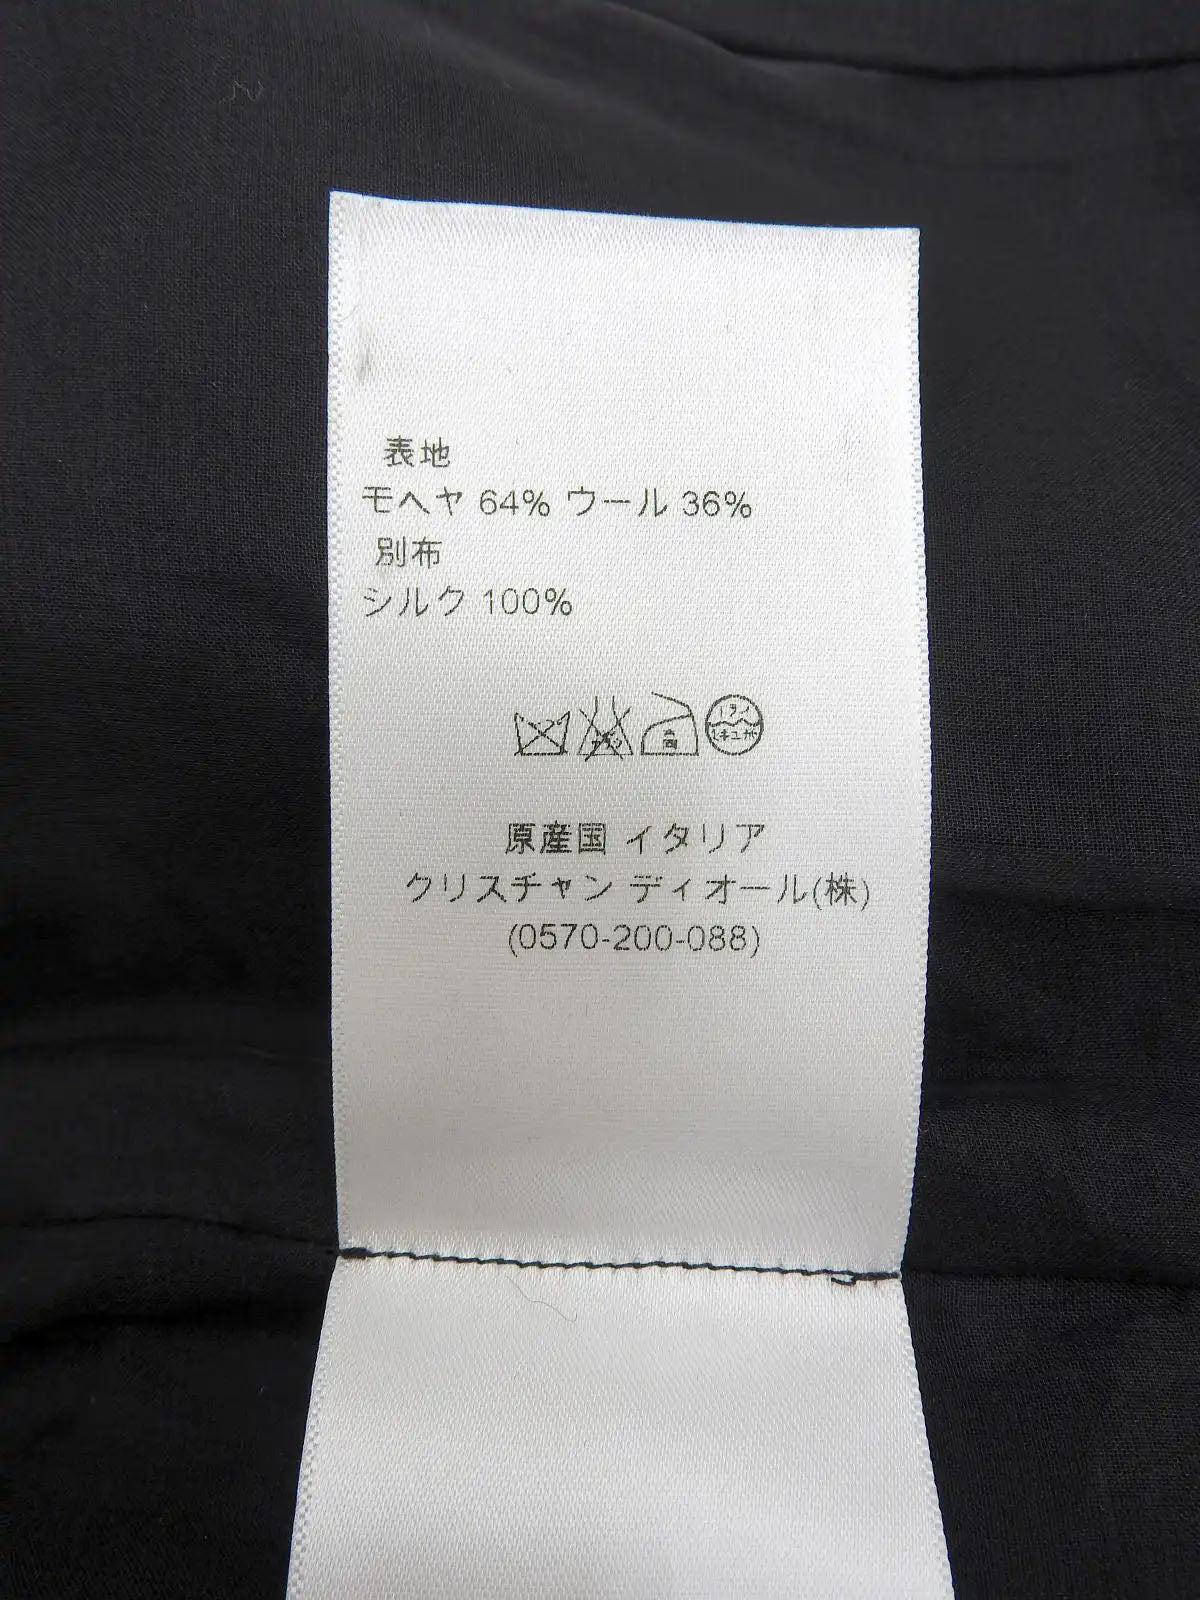 表地
モヘヤ 64% ウール 36%
別布
シルク 100%
原産国 イタリア
クリスチャン ディオール(株)
(0570-200-088)